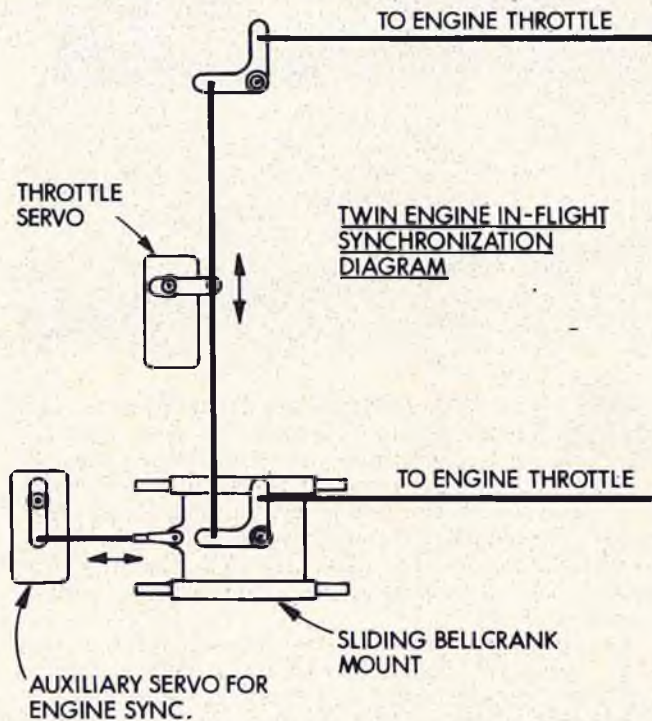 TO ENGINE THROTTLE
THROTTLE
SERVO
TWIN ENGINE IN-FLIGHT
SYNCHRONIZATION
DIAGRAM
TO ENGINE THROTTLE
SLIDING BELLCRANK
MOUNT
AUXILIARY SERVO FOR
ENGINE SYNC.